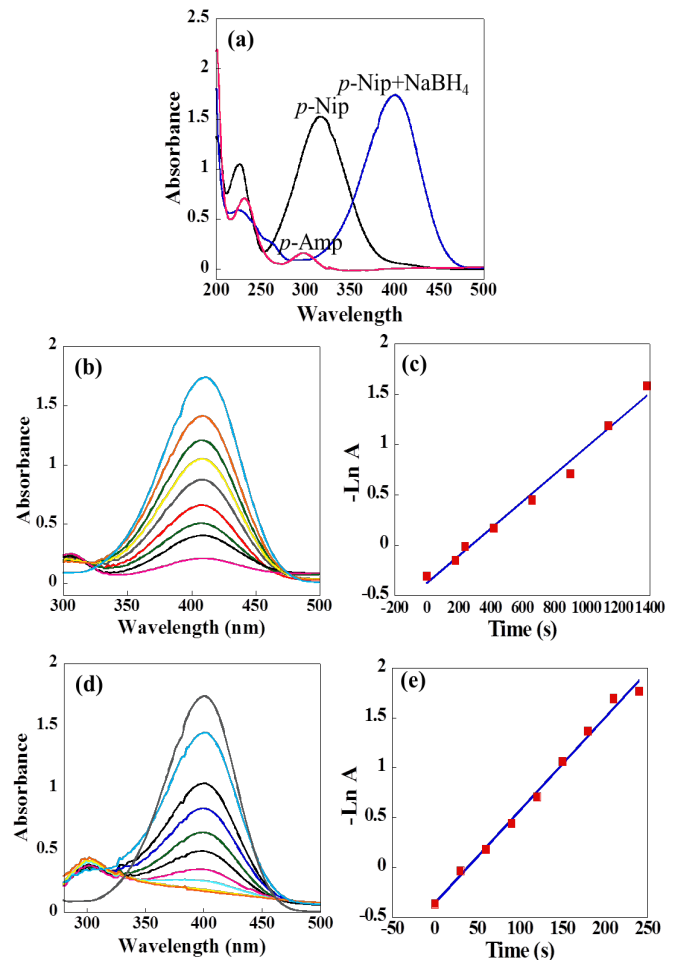 (a)
p-Nip+NaBH4
p-Nip
p-Amp
Absorbance
2.5
2
1.5
1
0.5
0
200 250 300 350 400 450 500
Wavelength
(b)
Absorbance
2
1.5
1
0.5
0
300 350 400 450 500
Wavelength (nm)
(c)
-Ln A
2
1.5
1
0.5
0
-0.5
-200 0 200 400 600 800 1000 1200 1400
Time (s)
(d)
Absorbance
2
1.5
1
0.5
0
300 350 400 450 500
Wavelength (nm)
(e)
-Ln A
2
1.5
1
0.5
0
-0.5
-50 0 50 100 150 200 250
Time (s)